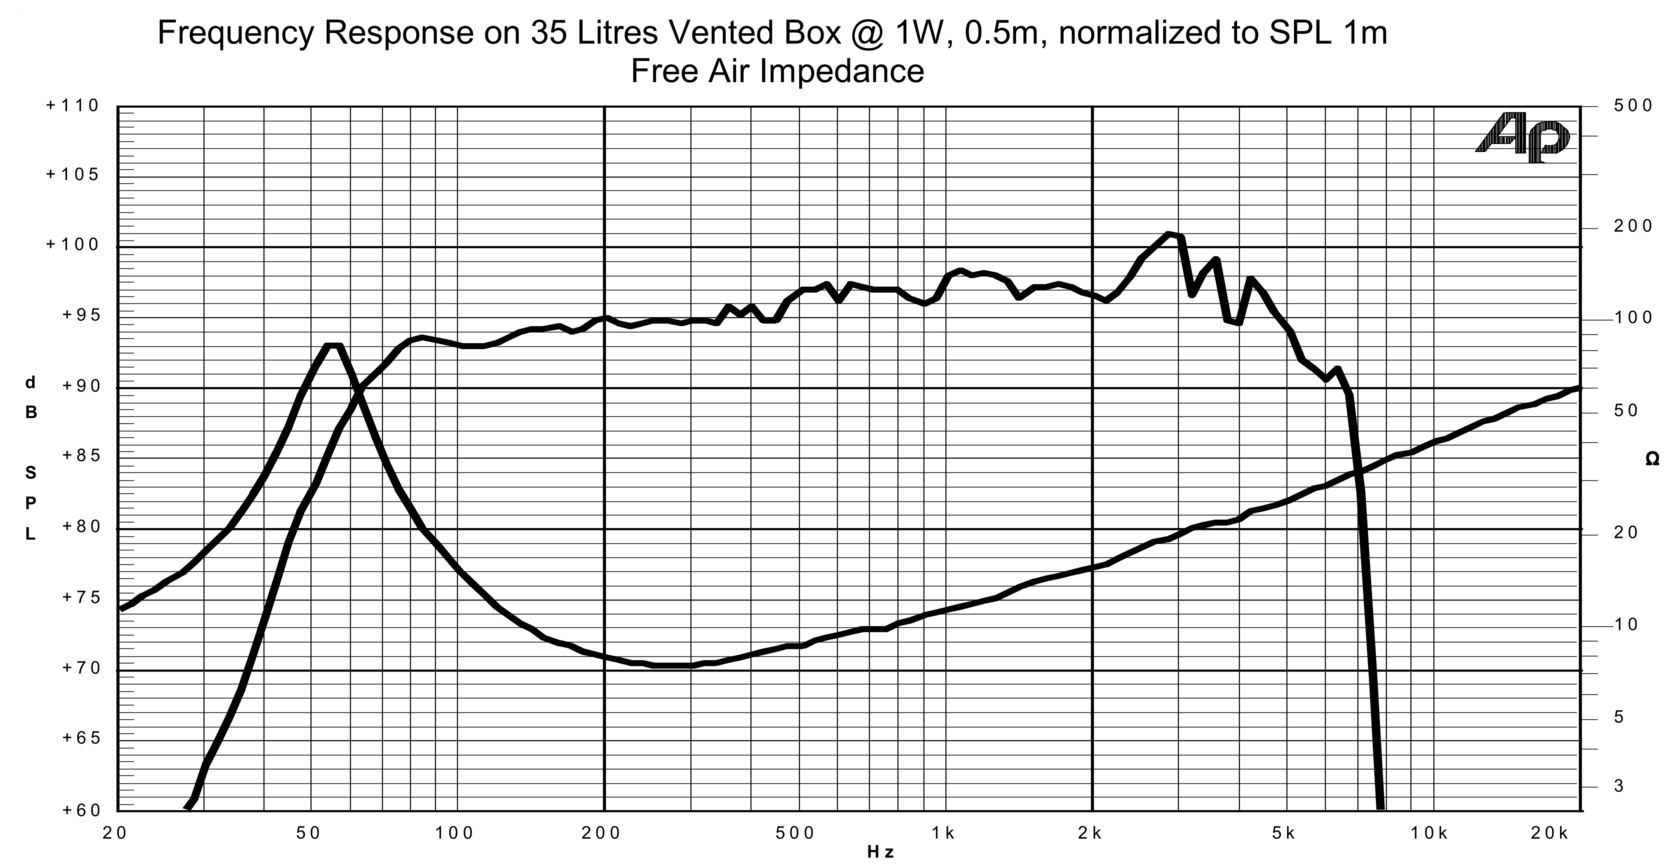 Frequency Response on 35 Litres Vented Box @ 1W, 0.5m, normalized to SPL 1m
Free Air Impedance
+110
+105
+100
+95
+90
+85
+80
+75
+70
+65
+60
d
B
S
P
L
Ap
500
200
100
50
20
10
5
3
Ω
20
50
100
200
500
1k
2k
5k
10k
20k
Hz